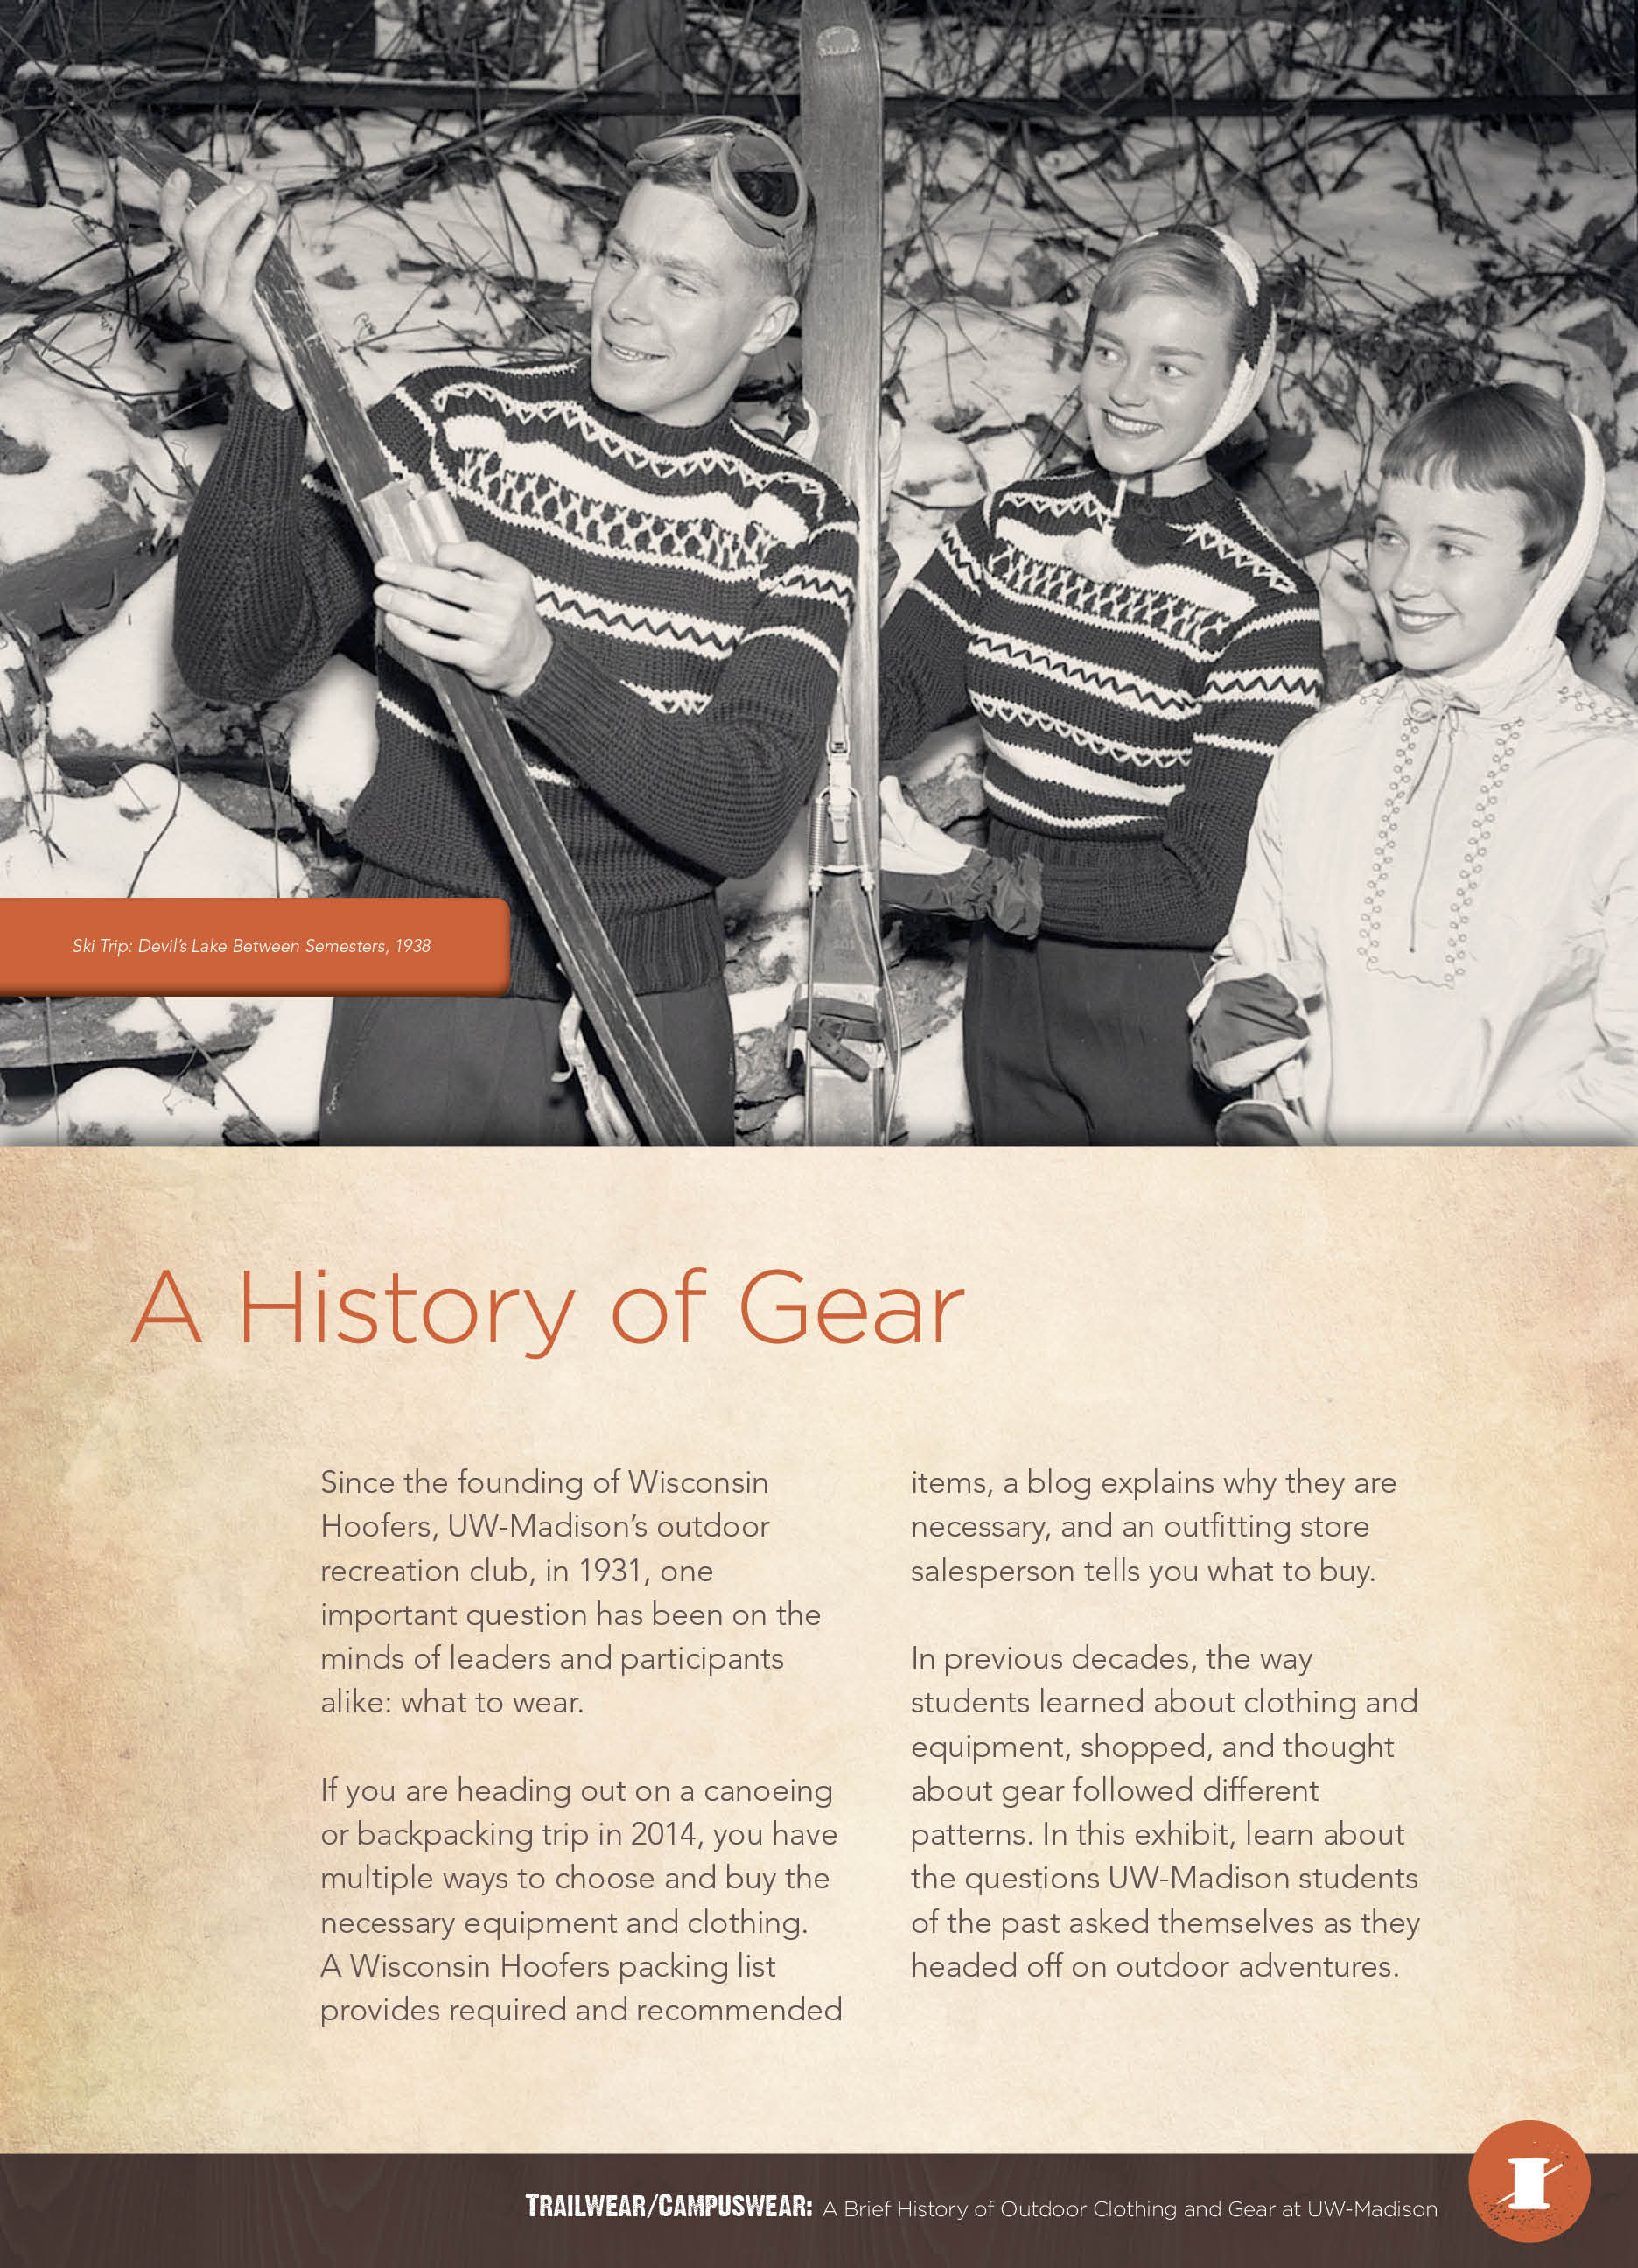 Ski Trip: Devil's Lake Between Semesters, 1938
A History of Gear
Since the founding of Wisconsin
Hoofers, UW-Madison's outdoor
recreation club, in 1931, one
important question has been on the
minds of leaders and participants
alike: what to wear.
If you are heading out on a canoeing
or backpacking trip in 2014, you have
multiple ways to choose and buy the
necessary equipment and clothing.
A Wisconsin Hoofers packing list
provides required and recommended
items, a blog explains why they are
necessary, and an outfitting store
salesperson tells you what to buy.
In previous decades, the way
students learned about clothing and
equipment, shopped, and thought
about gear followed different
patterns. In this exhibit, learn about
the questions UW-Madison students
of the past asked themselves as they
headed off on outdoor adventures.
TRAILWEAR/CAMPUSWEAR: A Brief History of Outdoor Clothing and Gear at UW-Madison